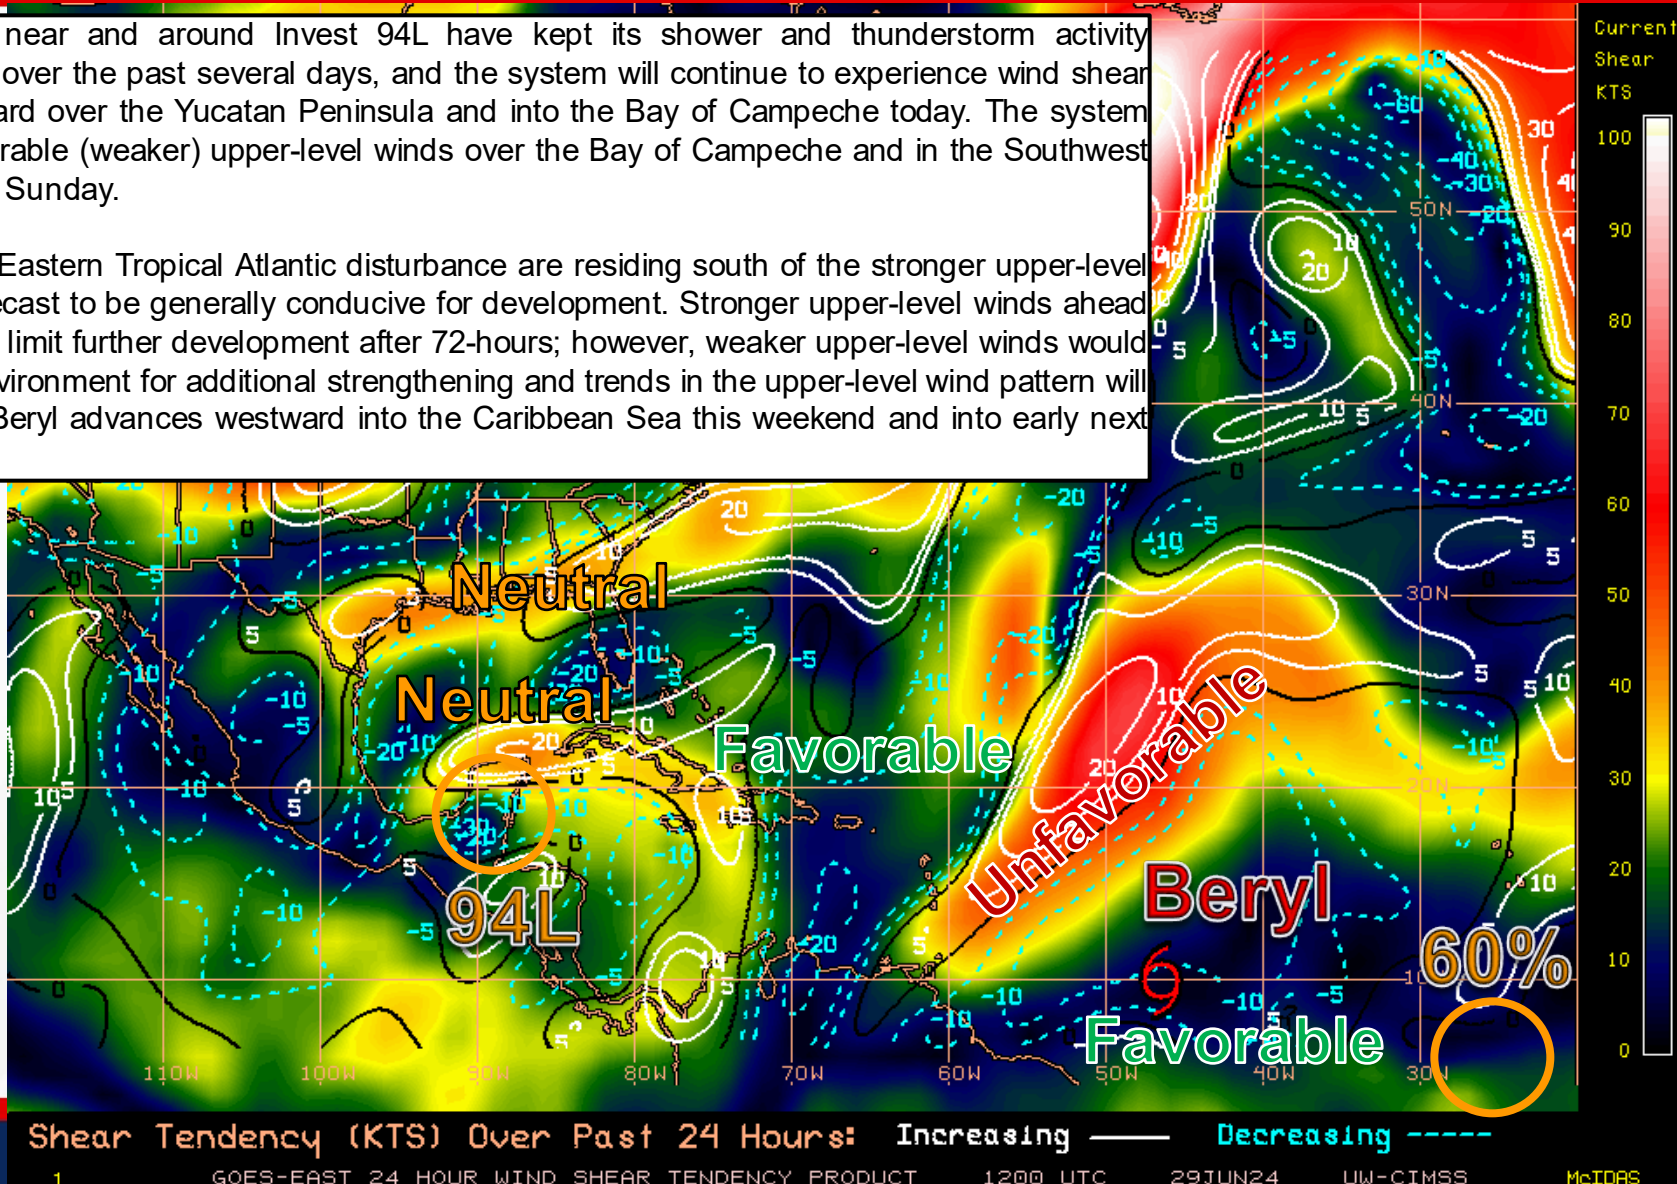 near and around Invest 94L have kept its shower and thunderstorm activity
over the past several days, and the system will continue to experience wind shear
ard over the Yucatan Peninsula and into the Bay of Campeche today. The system
rable (weaker) upper-level winds over the Bay of Campeche and in the Southwest
Sunday.
Eastern Tropical Atlantic disturbance are residing south of the stronger upper-level
ecast to be generally conducive for development. Stronger upper-level winds ahead
limit further development after 72-hours; however, weaker upper-level winds would
vironment for additional strengthening and trends in the upper-level wind pattern will
Beryl advances westward into the Caribbean Sea this weekend and into early next
Current
Shear
KTS
100
90
80
70
60
50
40
30
20
10
0
50N
40N
30N
20N
Neutral
Neutral
Favorable
Unfavorable
94L
Beryl
60%
Favorable
110W
100W
90W
80W
70W
60W
50W
40W
30W
Shear Tendency (KTS) Over Past 24 Hours: Increasing Decreasing
1 GOES-EAST 24 HOUR WIND SHEAR TENDENCY PRODUCT 1200 UTC 29JUN24 UW-CIMSS McIDAS